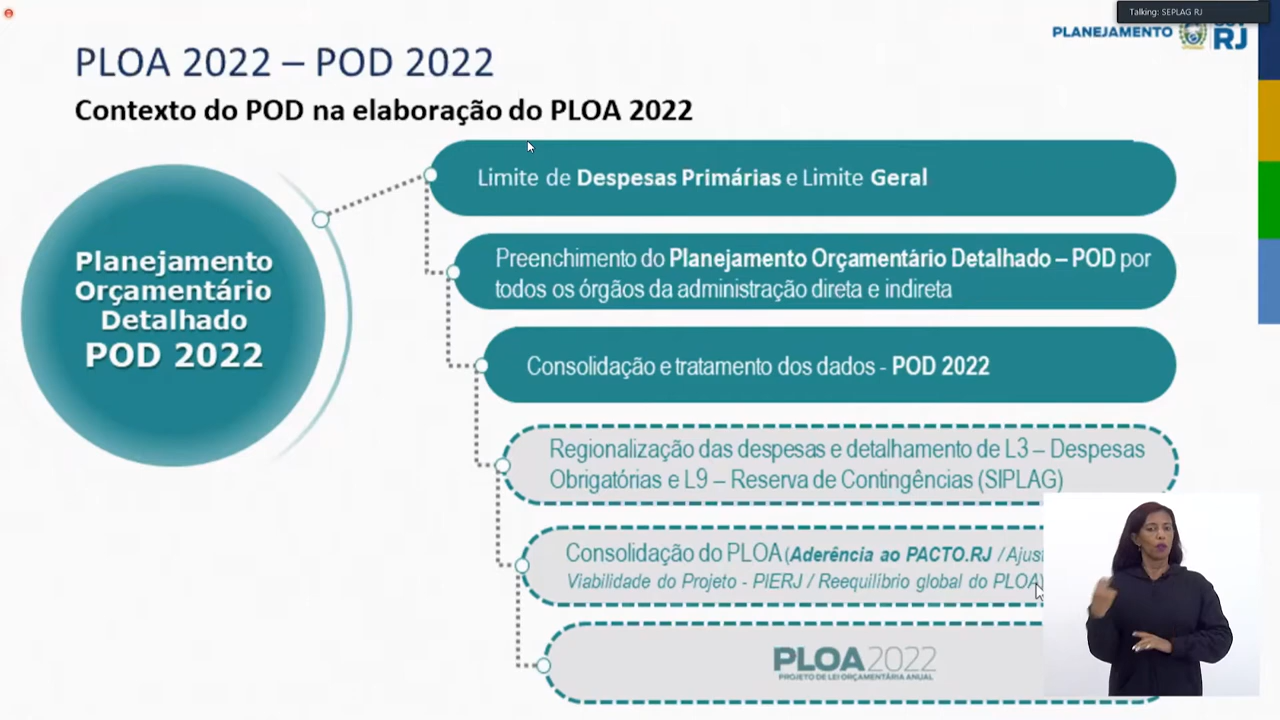 Talking: SEPLAG RJ
PLANEJAMENTO
RJ
PLOA 2022 – POD 2022
Contexto do POD na elaboração do PLOA 2022
Planejamento
Orçamentário
Detalhado
POD 2022
Limite de Despesas Primárias e Limite Geral
Preenchimento do Planejamento Orçamentário Detalhado – POD por
todos os órgãos da administração direta e indireta
Consolidação e tratamento dos dados - POD 2022
Regionalização das despesas e detalhamento de L3 – Despesas
Obrigatórias e L9 – Reserva de Contingências (SIPLAG)
Consolidação do PLOA (Aderência ao PACTO.RJ /
Viabilidade do Projeto - PIERJ / Reequilíbrio global do PLOA)
PLOA 2022
PROJETO DE LEI ORÇAMENTÁRIA ANUAL